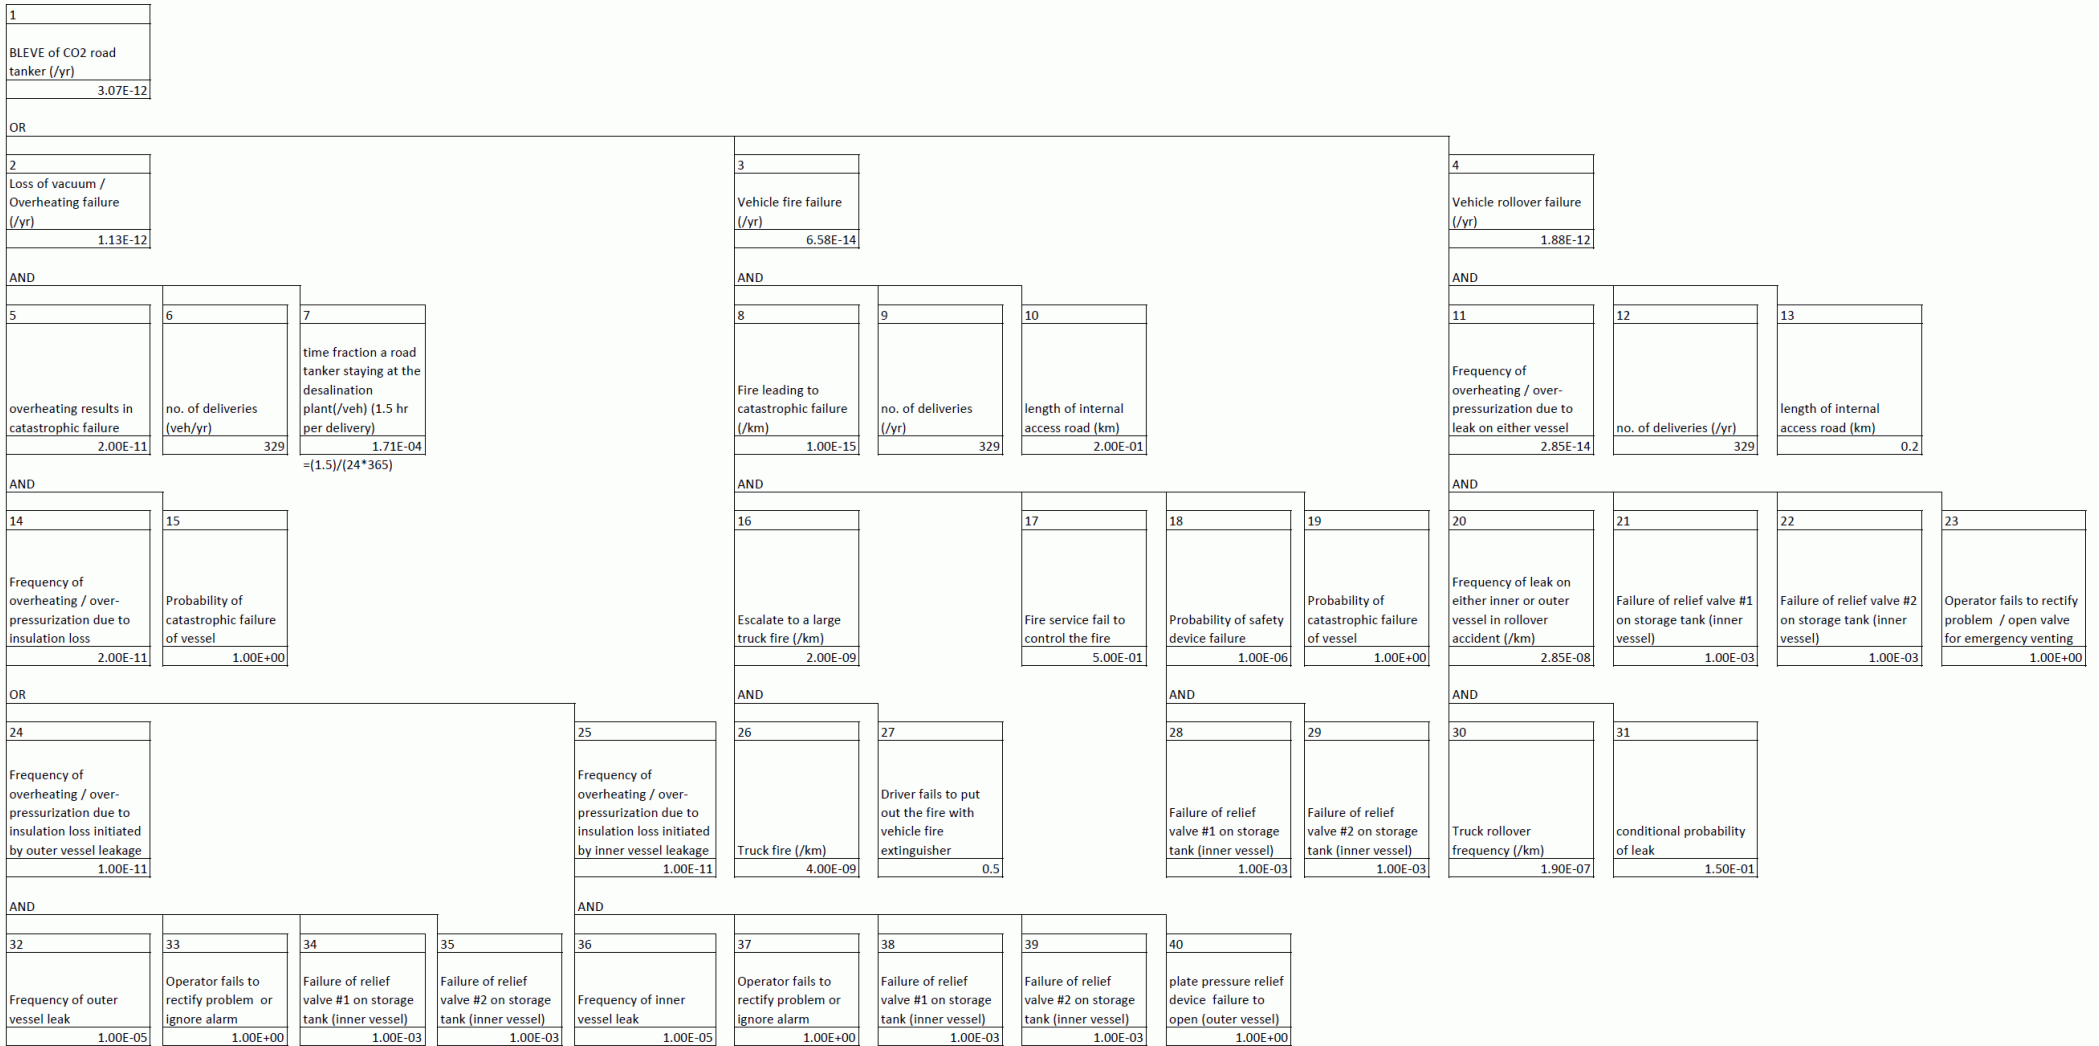 1
BLEVE of CO2 road
tanker (/yr)
3.07E-12
OR
2
Loss of vacuum /
Overheating failure
(/yr)
1.13E-12
3
Vehicle fire failure
(/yr)
6.58E-14
4
Vehicle rollover failure
(/yr)
1.88E-12
AND
AND
AND
5
overheating results in
catastrophic failure
2.00E-11
6
no. of deliveries
(veh/yr)
329
7
time fraction a road
tanker staying at the
desalination
plant(/veh) (1.5 hr
per delivery)
1.71E-04
=(1.5)/(24*365)
8
Fire leading to
catastrophic failure
(/km)
1.00E-15
9
no. of deliveries
(/yr)
329
10
length of internal
access road (km)
2.00E-01
11
Frequency of
overheating / over-
pressurization due to
leak on either vessel
2.85E-14
12
no. of deliveries (/yr)
329
13
length of internal
access road (km)
0.2
AND
AND
AND
14
Frequency of
overheating / over-
pressurization due to
insulation loss
2.00E-11
15
Probability of
catastrophic failure
of vessel
1.00E+00
16
Escalate to a large
truck fire (/km)
2.00E-09
17
Fire service fail to
control the fire
5.00E-01
18
Probability of safety
device failure
1.00E-06
19
Probability of
catastrophic failure
of vessel
1.00E+00
20
Frequency of leak on
either inner or outer
vessel in rollover
accident (/km)
2.85E-08
21
Failure of relief valve #1
on storage tank (inner
vessel)
1.00E-03
22
Failure of relief valve #2
on storage tank (inner
vessel)
1.00E-03
23
Operator fails to rectify
problem / open valve
for emergency venting
1.00E+00
OR
AND
AND
AND
24
Frequency of
overheating / over-
pressurization due to
insulation loss initiated
by outer vessel leakage
1.00E-11
25
Frequency of
overheating / over-
pressurization due to
insulation loss initiated
by inner vessel leakage
1.00E-11
26
Truck fire (/km)
4.00E-09
27
Driver fails to put
out the fire with
vehicle fire
extinguisher
0.5
28
Failure of relief
valve #1 on storage
tank (inner vessel)
1.00E-03
29
Failure of relief
valve #2 on storage
tank (inner vessel)
1.00E-03
30
Truck rollover
frequency (/km)
1.90E-07
31
conditional probability
of leak
1.50E-01
AND
AND
32
Frequency of outer
vessel leak
1.00E-05
33
Operator fails to
rectify problem or
ignore alarm
1.00E+00
34
Failure of relief
valve #1 on storage
tank (inner vessel)
1.00E-03
35
Failure of relief
valve #2 on storage
tank (inner vessel)
1.00E-03
36
Frequency of inner
vessel leak
1.00E-05
37
Operator fails to
rectify problem or
ignore alarm
1.00E+00
38
Failure of relief
valve #1 on storage
tank (inner vessel)
1.00E-03
39
Failure of relief
valve #2 on storage
tank (inner vessel)
1.00E-03
40
plate pressure relief
device failure to
open (outer vessel)
1.00E+00